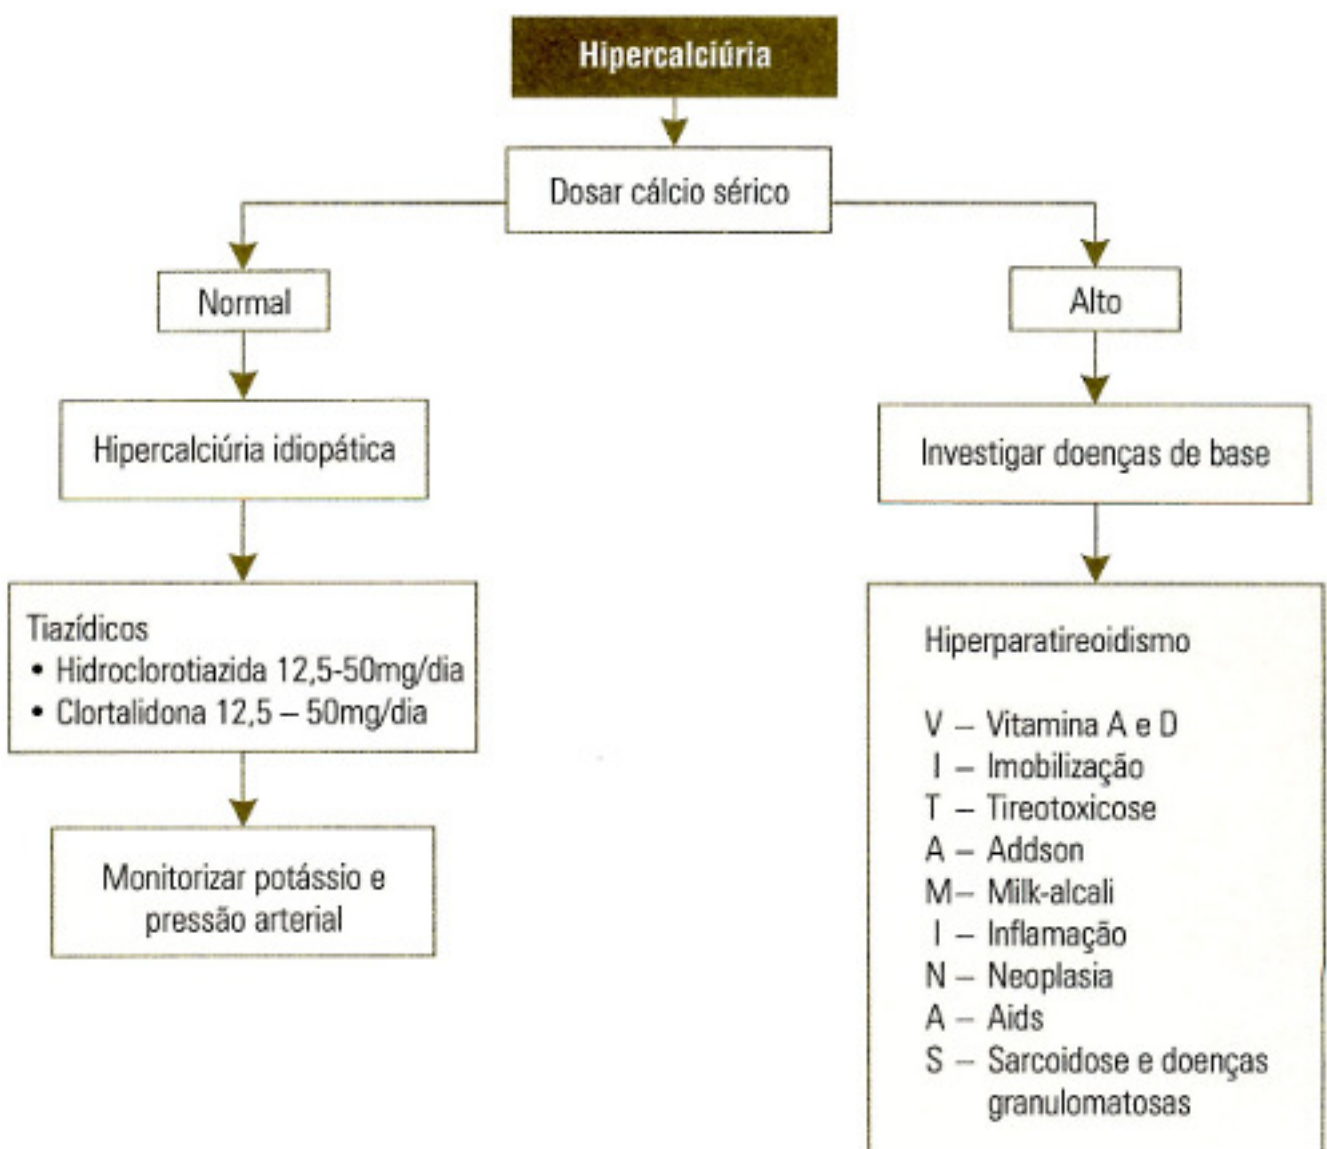 Hipercalciúria
Dosar cálcio sérico
Normal
Alto
Hipercalciúria idiopática
Investigar doenças de base
Tiazídicos
• Hidroclorotiazida 12,5-50mg/dia
• Clortalidona 12,5 – 50mg/dia
Monitorizar potássio e
pressão arterial
Hiperparatireoidismo
V – Vitamina A e D
I – Imobilização
T – Tireotoxicose
A – Addson
M – Milk-alcali
I – Inflamação
N – Neoplasia
A – Aids
S – Sarcoidose e doenças
granulomatosas